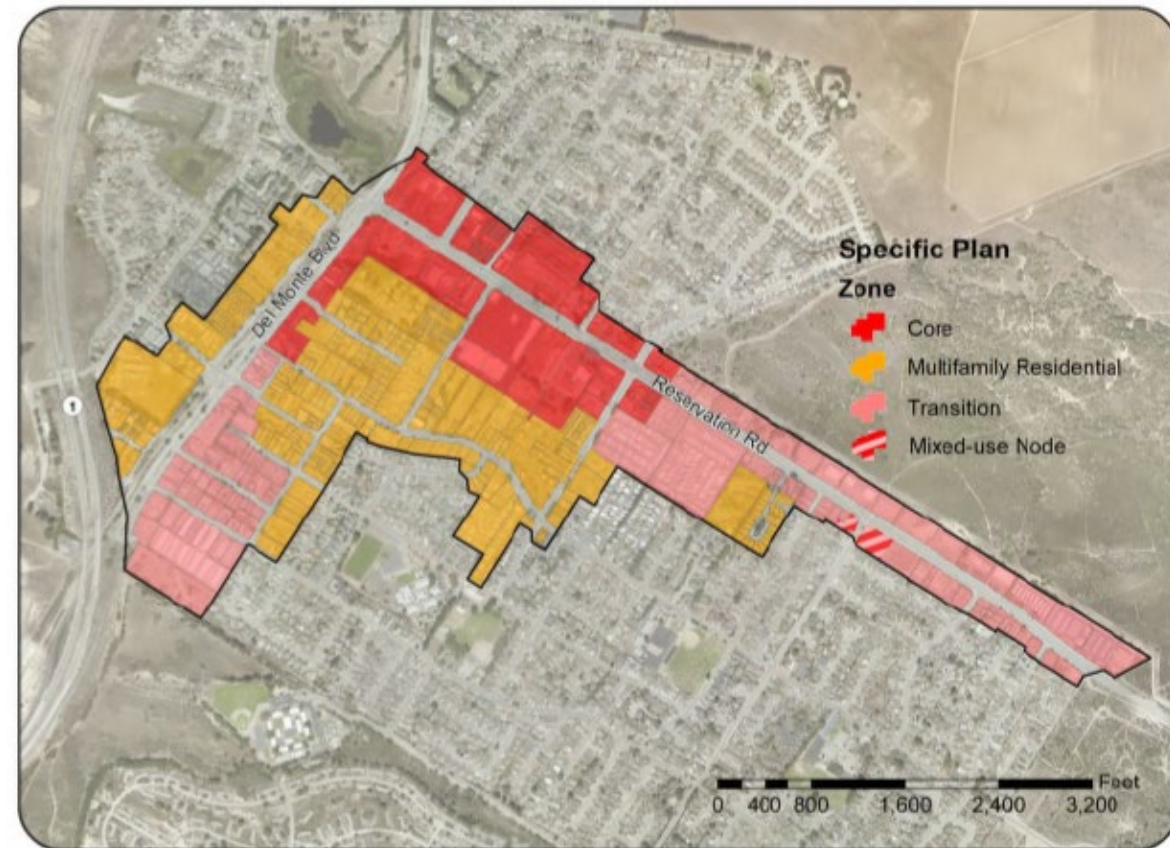 Del Monte Blvd
Reservation Rd
1
Specific Plan
Zone
Core
Multifamily Residential
Transition
Mixed-use Node
Feet
0 400 800 1,600 2,400 3,200